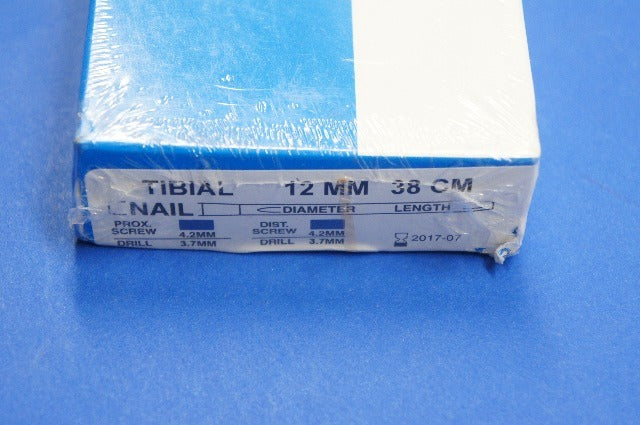 TIBIAL 12 MM 38 CM
NAIL DIAMETER LENGTH
PROX. SCREW 4.2MM DIST. SCREW 4.2MM
DRILL 3.7MM DRILL 3.7MM 2017-07